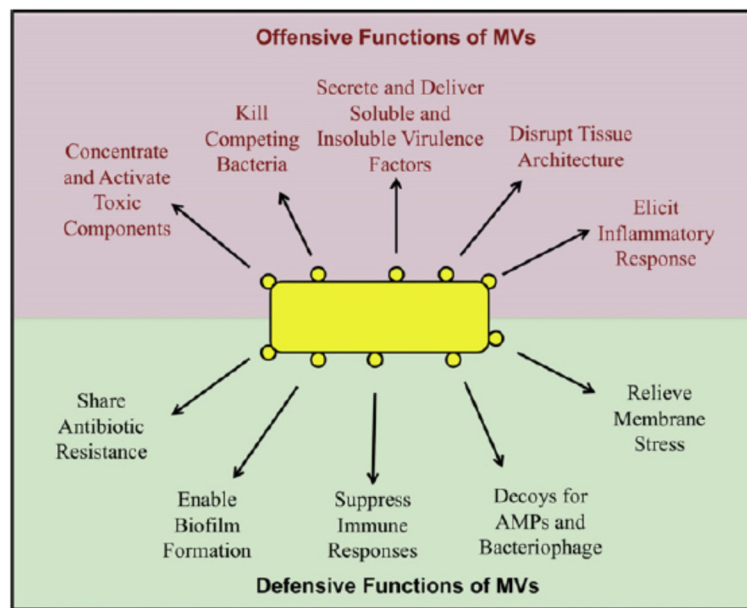 Offensive Functions of MVs
Concentrate
and Activate
Toxic
Components
Kill
Competing
Bacteria
Secrete and Deliver
Soluble and
Insoluble Virulence
Factors
Disrupt Tissue
Architecture
Elicit
Inflammatory
Response
Share
Antibiotic
Resistance
Enable
Biofilm
Formation
Suppress
Immune
Responses
Decoys for
AMPs and
Bacteriophage
Relieve
Membrane
Stress
Defensive Functions of MVs